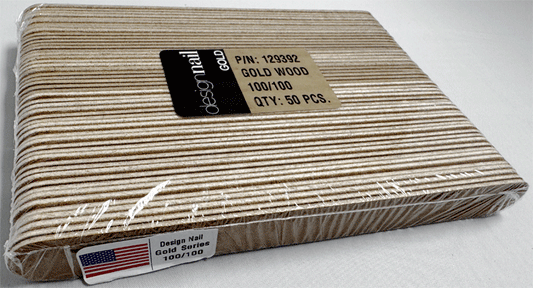 designnail
GOLD
P/N: 129392
GOLD WOOD
100/100
QTY: 50 PCS.
Design Nail
Gold Series
100/100